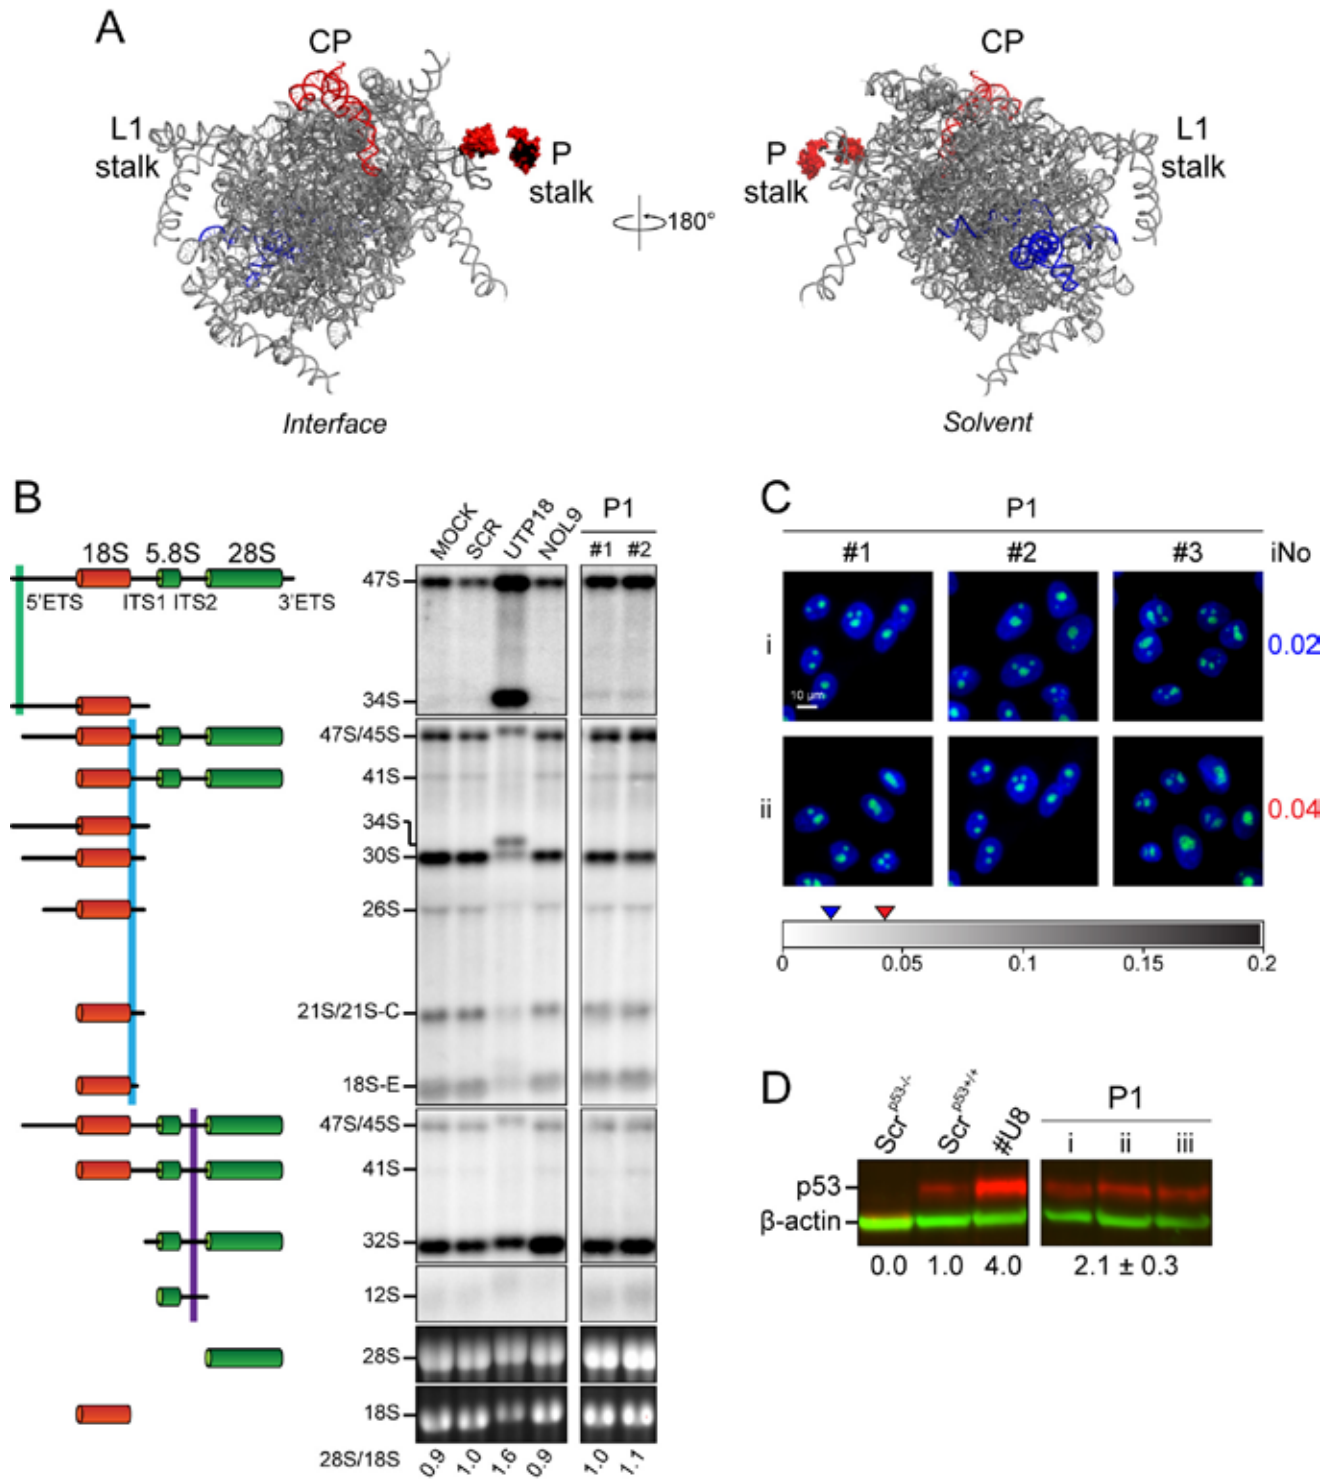 A
CP
L1
stalk
P
stalk
180°
CP
P
stalk
L1
stalk
Interface
Solvent
B
MOCK SCR UTP18 NOL9
P1
#1 #2
18S 5.8S 28S
5'ETS ITS1 ITS2 3'ETS
47S
34S
47S/45S
41S
34S
30S
26S
21S/21S-C
18S-E
47S/45S
41S
32S
12S
28S
18S
28S/18S 0.9 1.0 1.6 0.9 1.0 1.1
C
P1
#1 #2 #3 iNo
i 0.02
10 µm
ii 0.04
0 0.05 0.1 0.15 0.2
D
Scr p53-/- Scr p53+/+ #U8
P1
i ii iii
p53
β-actin
0.0 1.0 4.0 2.1 ± 0.3